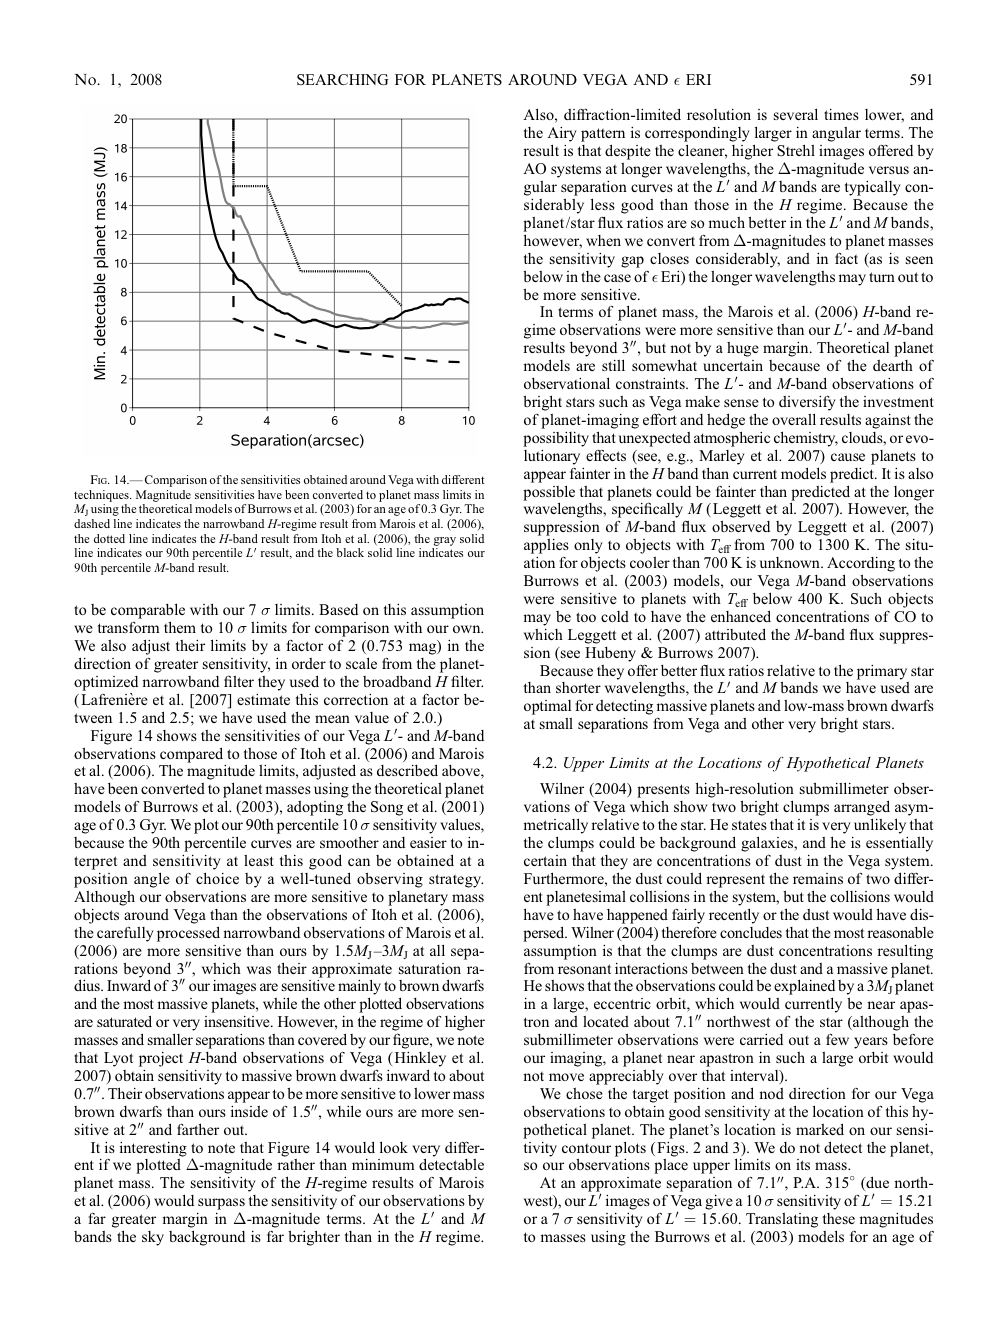 No. 1, 2008
SEARCHING FOR PLANETS AROUND VEGA AND ϵ ERI
591
Min. detectable planet mass (MJ)
20
18
16
14
12
10
8
6
4
2
0
0 2 4 6 8 10
Separation(arcsec)
Fig. 14.— Comparison of the sensitivities obtained around Vega with different
techniques. Magnitude sensitivities have been converted to planet mass limits in
MJ using the theoretical models of Burrows et al. (2003) for an age of 0.3 Gyr. The
dashed line indicates the narrowband H-regime result from Marois et al. (2006),
the dotted line indicates the H-band result from Itoh et al. (2006), the gray solid
line indicates our 90th percentile L′ result, and the black solid line indicates our
90th percentile M-band result.
to be comparable with our 7 σ limits. Based on this assumption
we transform them to 10 σ limits for comparison with our own.
We also adjust their limits by a factor of 2 (0.753 mag) in the
direction of greater sensitivity, in order to scale from the planet-
optimized narrowband filter they used to the broadband H filter.
(Lafrenière et al. [2007] estimate this correction at a factor be-
tween 1.5 and 2.5; we have used the mean value of 2.0.)
Figure 14 shows the sensitivities of our Vega L′- and M-band
observations compared to those of Itoh et al. (2006) and Marois
et al. (2006). The magnitude limits, adjusted as described above,
have been converted to planet masses using the theoretical planet
models of Burrows et al. (2003), adopting the Song et al. (2001)
age of 0.3 Gyr. We plot our 90th percentile 10 σ sensitivity values,
because the 90th percentile curves are smoother and easier to in-
terpret and sensitivity at least this good can be obtained at a
position angle of choice by a well-tuned observing strategy.
Although our observations are more sensitive to planetary mass
objects around Vega than the observations of Itoh et al. (2006),
the carefully processed narrowband observations of Marois et al.
(2006) are more sensitive than ours by 1.5MJ–3MJ at all sepa-
rations beyond 3″, which was their approximate saturation ra-
dius. Inward of 3″ our images are sensitive mainly to brown dwarfs
and the most massive planets, while the other plotted observations
are saturated or very insensitive. However, in the regime of higher
masses and smaller separations than covered by our figure, we note
that Lyot project H-band observations of Vega (Hinkley et al.
2007) obtain sensitivity to massive brown dwarfs inward to about
0.7″. Their observations appear to be more sensitive to lower mass
brown dwarfs than ours inside of 1.5″, while ours are more sen-
sitive at 2″ and farther out.
It is interesting to note that Figure 14 would look very differ-
ent if we plotted Δ-magnitude rather than minimum detectable
planet mass. The sensitivity of the H-regime results of Marois
et al. (2006) would surpass the sensitivity of our observations by
a far greater margin in Δ-magnitude terms. At the L′ and M
bands the sky background is far brighter than in the H regime.
Also, diffraction-limited resolution is several times lower, and
the Airy pattern is correspondingly larger in angular terms. The
result is that despite the cleaner, higher Strehl images offered by
AO systems at longer wavelengths, the Δ-magnitude versus an-
gular separation curves at the L′ and M bands are typically con-
siderably less good than those in the H regime. Because the
planet/star flux ratios are so much better in the L′ and M bands,
however, when we convert from Δ-magnitudes to planet masses
the sensitivity gap closes considerably, and in fact (as is seen
below in the case of ϵ Eri) the longer wavelengths may turn out to
be more sensitive.
In terms of planet mass, the Marois et al. (2006) H-band re-
gime observations were more sensitive than our L′- and M-band
results beyond 3″, but not by a huge margin. Theoretical planet
models are still somewhat uncertain because of the dearth of
observational constraints. The L′- and M-band observations of
bright stars such as Vega make sense to diversify the investment
of planet-imaging effort and hedge the overall results against the
possibility that unexpected atmospheric chemistry, clouds, or evo-
lutionary effects (see, e.g., Marley et al. 2007) cause planets to
appear fainter in the H band than current models predict. It is also
possible that planets could be fainter than predicted at the longer
wavelengths, specifically M (Leggett et al. 2007). However, the
suppression of M-band flux observed by Leggett et al. (2007)
applies only to objects with Teff from 700 to 1300 K. The situ-
ation for objects cooler than 700 K is unknown. According to the
Burrows et al. (2003) models, our Vega M-band observations
were sensitive to planets with Teff below 400 K. Such objects
may be too cold to have the enhanced concentrations of CO to
which Leggett et al. (2007) attributed the M-band flux suppres-
sion (see Hubeny & Burrows 2007).
Because they offer better flux ratios relative to the primary star
than shorter wavelengths, the L′ and M bands we have used are
optimal for detecting massive planets and low-mass brown dwarfs
at small separations from Vega and other very bright stars.
4.2. Upper Limits at the Locations of Hypothetical Planets
Wilner (2004) presents high-resolution submillimeter obser-
vations of Vega which show two bright clumps arranged asym-
metrically relative to the star. He states that it is very unlikely that
the clumps could be background galaxies, and he is essentially
certain that they are concentrations of dust in the Vega system.
Furthermore, the dust could represent the remains of two differ-
ent planetesimal collisions in the system, but the collisions would
have to have happened fairly recently or the dust would have dis-
persed. Wilner (2004) therefore concludes that the most reasonable
assumption is that the clumps are dust concentrations resulting
from resonant interactions between the dust and a massive planet.
He shows that the observations could be explained by a 3MJ planet
in a large, eccentric orbit, which would currently be near apas-
tron and located about 7.1″ northwest of the star (although the
submillimeter observations were carried out a few years before
our imaging, a planet near apastron in such a large orbit would
not move appreciably over that interval).
We chose the target position and nod direction for our Vega
observations to obtain good sensitivity at the location of this hy-
pothetical planet. The planet's location is marked on our sensi-
tivity contour plots (Figs. 2 and 3). We do not detect the planet,
so our observations place upper limits on its mass.
At an approximate separation of 7.1″, P.A. 315° (due north-
west), our L′ images of Vega give a 10 σ sensitivity of L′ = 15.21
or a 7 σ sensitivity of L′ = 15.60. Translating these magnitudes
to masses using the Burrows et al. (2003) models for an age of